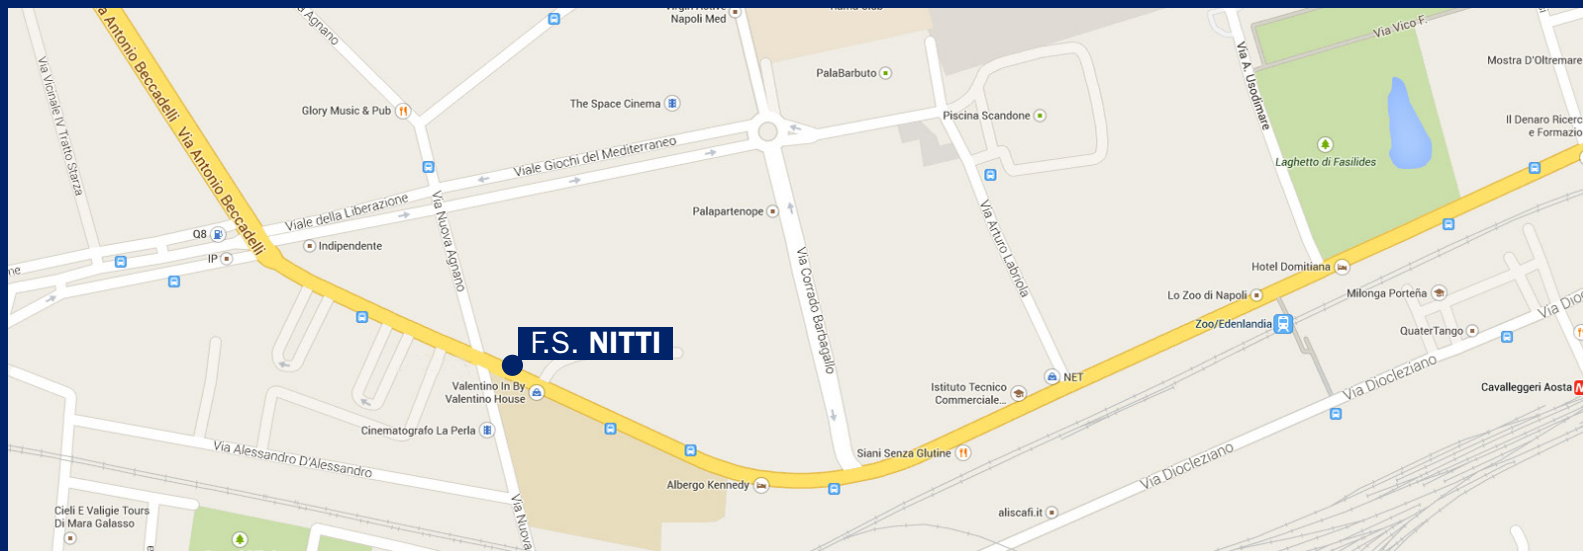 Napoli Med
Via Vico F.
Via Antonio Beccadelli
Via Antonio Beccadelli
Agnano
Via Vicinale IV Tratto Starza
Glory Music & Pub
The Space Cinema
PalaBarbuto
Piscina Scandone
Via A. Usodimare
Mostra D'Oltremare
Il Denaro Ricerc
e Formazio
Laghetto di Fasilides
Viale Giochi del Mediterraneo
Viale della Liberazione
Via Nuova Agnano
Palapartenope
Via Arturo Labriola
Q8
IP
Indipendente
ne
Via Corrado Barbagallo
Hotel Domitiana
Lo Zoo di Napoli
Milonga Porteña
Via Dioc
Zoo/Edenlandia
QuaterTango
F.S. NITTI
Valentino In By
Valentino House
Istituto Tecnico
Commerciale...
NET
Via Diocleziano
Cavalleggeri Aosta
Cinematografo La Perla
Via Alessandro D'Alessandro
Siani Senza Glutine
Albergo Kennedy
Via Diocleziano
Via Nuova
Cieli E Valigie Tours
Di Mara Galasso
aliscafi.it